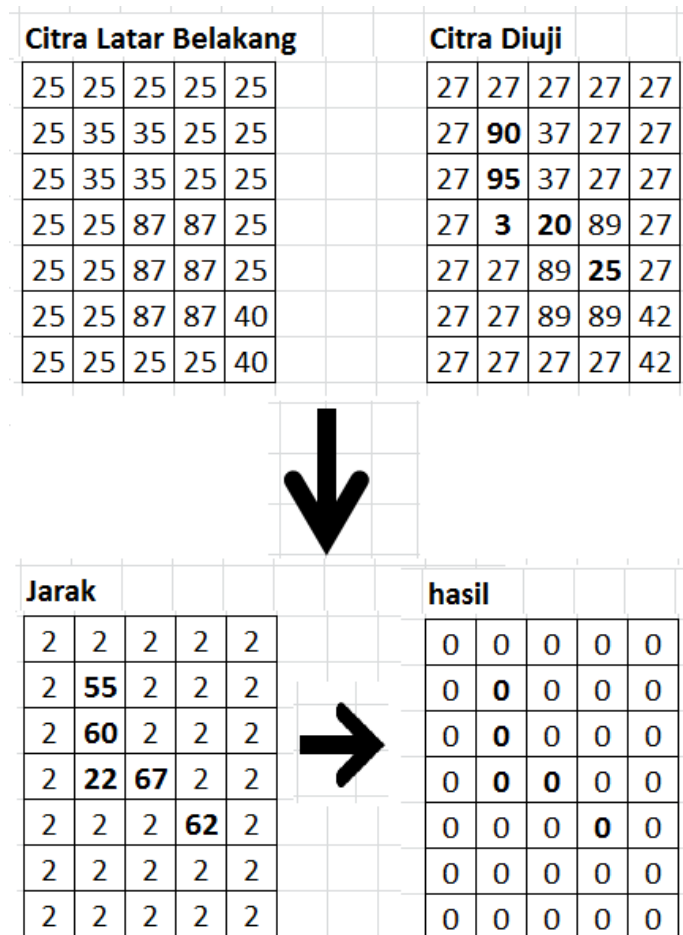 Citra Latar Belakang
25 25 25 25 25
25 35 35 25 25
25 35 35 25 25
25 25 87 87 25
25 25 87 87 25
25 25 87 87 40
25 25 25 25 40
Citra Diuji
27 27 27 27 27
27 90 37 27 27
27 95 37 27 27
27 3 20 89 27
27 27 89 25 27
27 27 89 89 42
27 27 27 27 42
Jarak
2 2 2 2 2
2 55 2 2 2
2 60 2 2 2
2 22 67 2 2
2 2 2 62 2
2 2 2 2 2
2 2 2 2 2
hasil
0 0 0 0 0
0 0 0 0 0
0 0 0 0 0
0 0 0 0 0
0 0 0 0 0
0 0 0 0 0
0 0 0 0 0